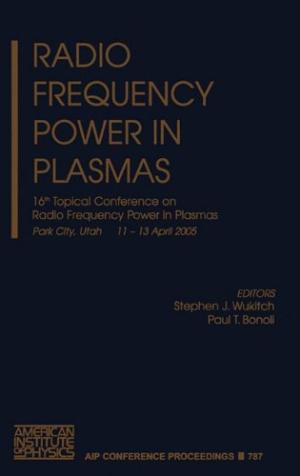 RADIO
FREQUENCY
POWER IN
PLASMAS
16th Topical Conference on
Radio Frequency Power in Plasmas
Park City, Utah 11 – 13 April 2005
EDITORS
Stephen J. Wukitch
Paul T. Bonoli
AMERICAN
INSTITUTE
OF PHYSICS
AIP CONFERENCE PROCEEDINGS 787